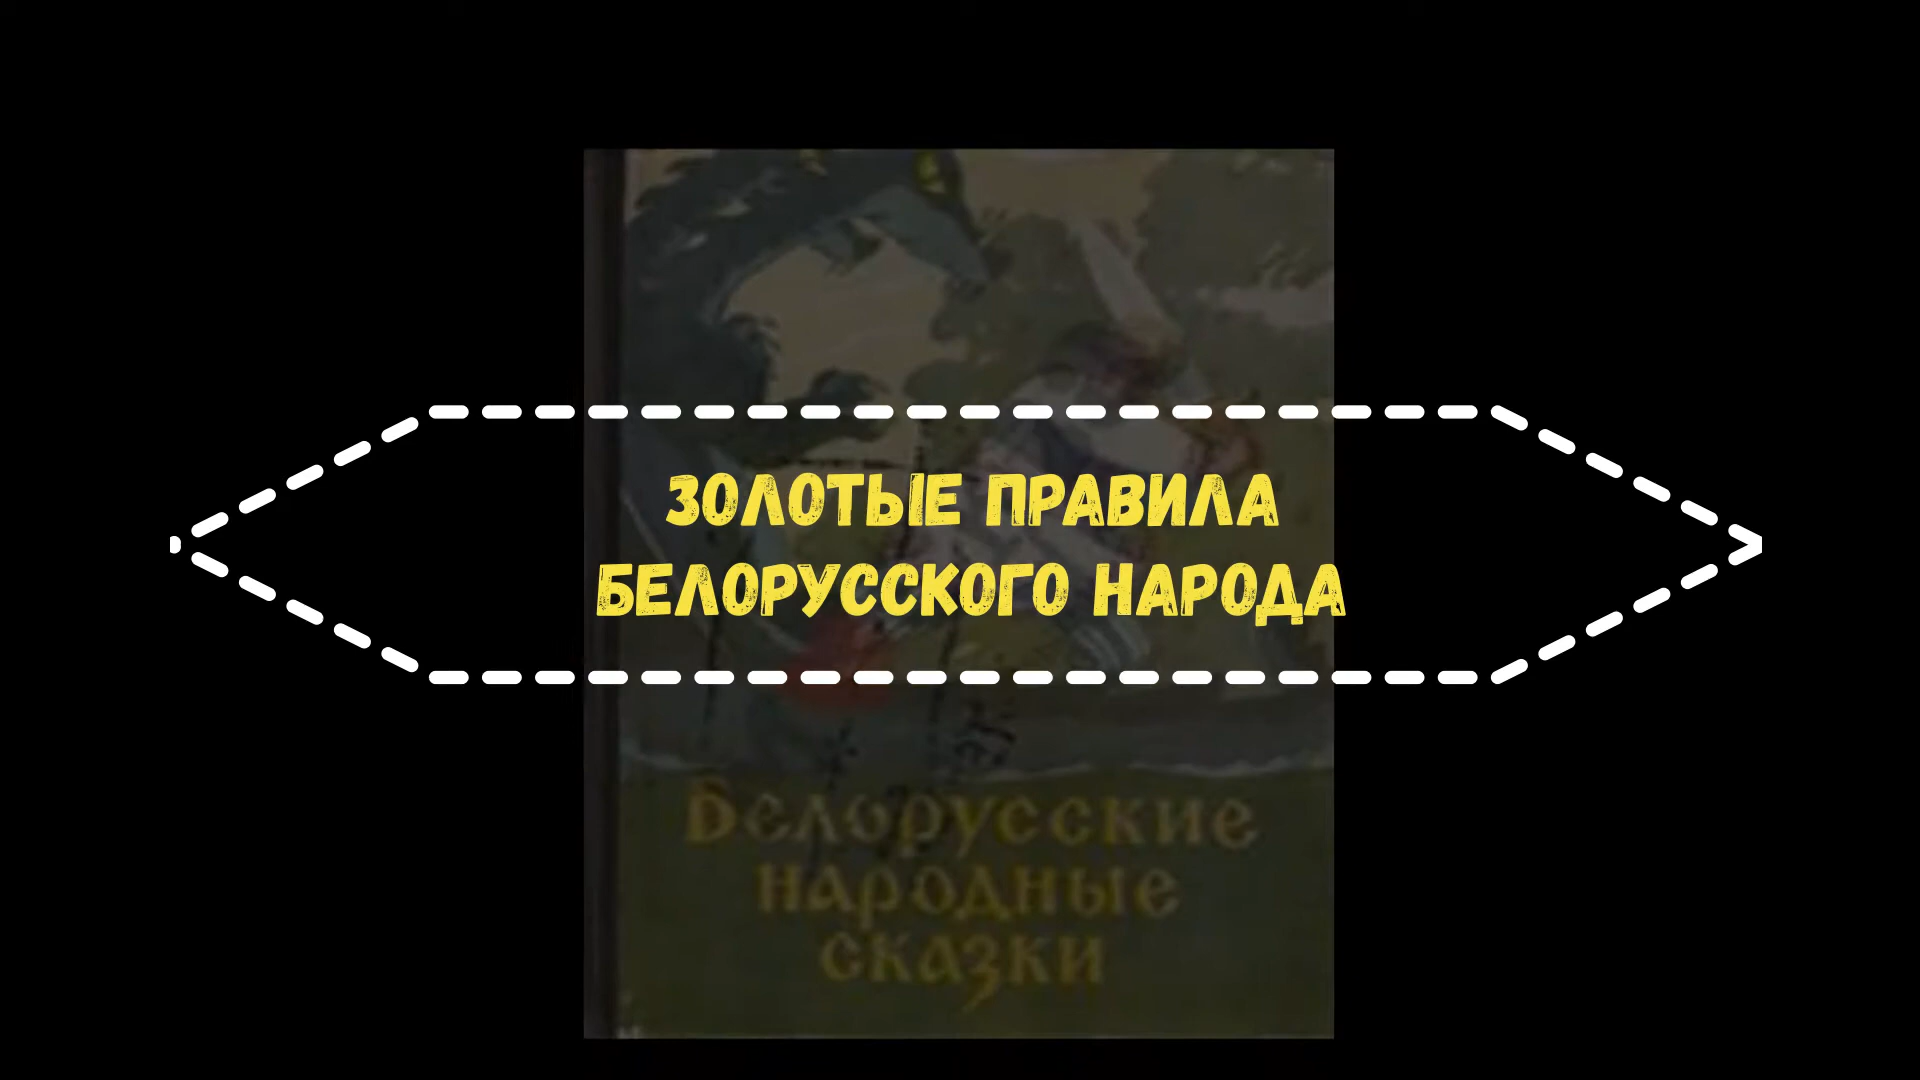 ЗОЛОТЫЕ ПРАВИЛА
БЕЛОРУССКОГО НАРОДА
Белорусские
народные
сказки